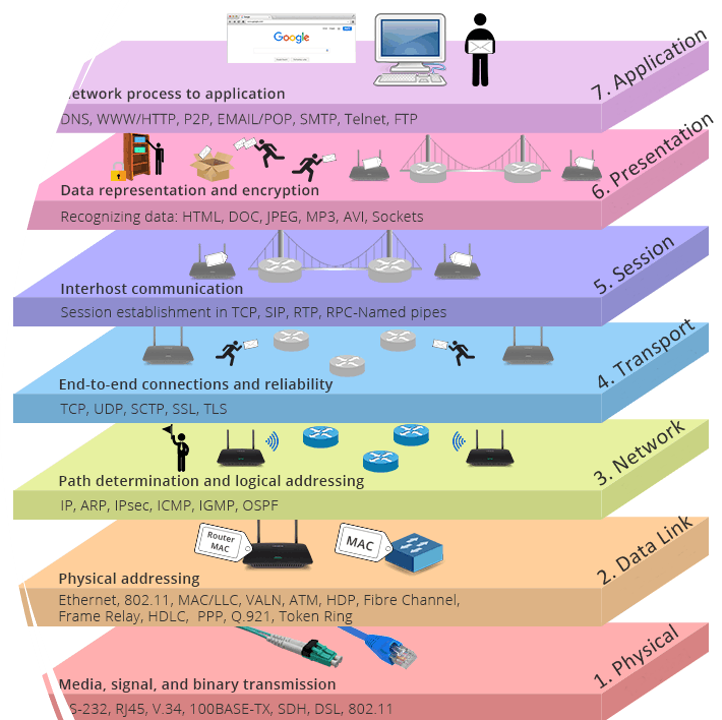 Google
7. Application
etwork process to application
DNS, WWW/HTTP, P2P, EMAIL/POP, SMTP, Telnet, FTP
6. Presentation
Data representation and encryption
Recognizing data: HTML, DOC, JPEG, MP3, AVI, Sockets
5. Session
Interhost communication
Session establishment in TCP, SIP, RTP, RPC-Named pipes
4. Transport
End-to-end connections and reliability
TCP, UDP, SCTP, SSL, TLS
3. Network
Path determination and logical addressing
IP, ARP, IPsec, ICMP, IGMP, OSPF
Router
MAC
MAC
2. Data Link
Physical addressing
Ethernet, 802.11, MAC/LLC, VALN, ATM, HDP, Fibre Channel,
Frame Relay, HDLC, PPP, Q.921, Token Ring
1. Physical
Media, signal, and binary transmission
S-232, RJ45, V.34, 100BASE-TX, SDH, DSL, 802.11